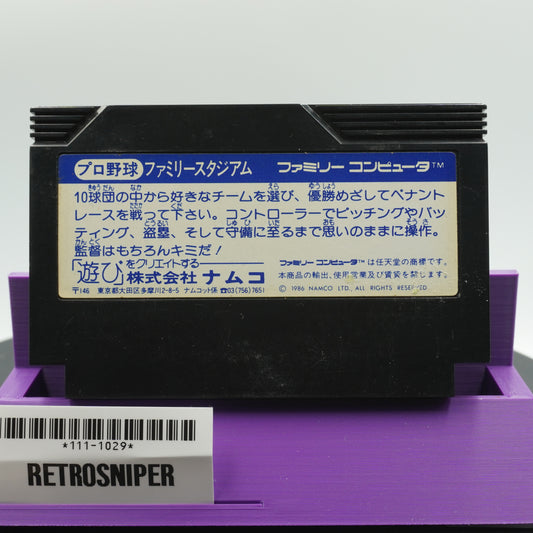 プロ野球 ファミリースタジアム ファミリー コンピュータ™
10球団の中から好きなチームを選び、優勝めざしてペナント
レースを戦って下さい。コントローラーでピッチングやバッ
ティング、盗塁、そして守備に至るまで思いのままに操作。
監督はもちろんキミだ！
「遊び」をクリエイトする
株式会社 ナムコ
〒146 東京都大田区多摩川2-8-5 ナムコット係 ☎03(756)7651
ファミリー コンピュータ™は任天堂の商標です。
本商品の輸出、使用営業及び賃貸を禁じます。
© 1986 NAMCO LTD., ALL RIGHTS RESERVED
*111-1029*
RETROSNIPER